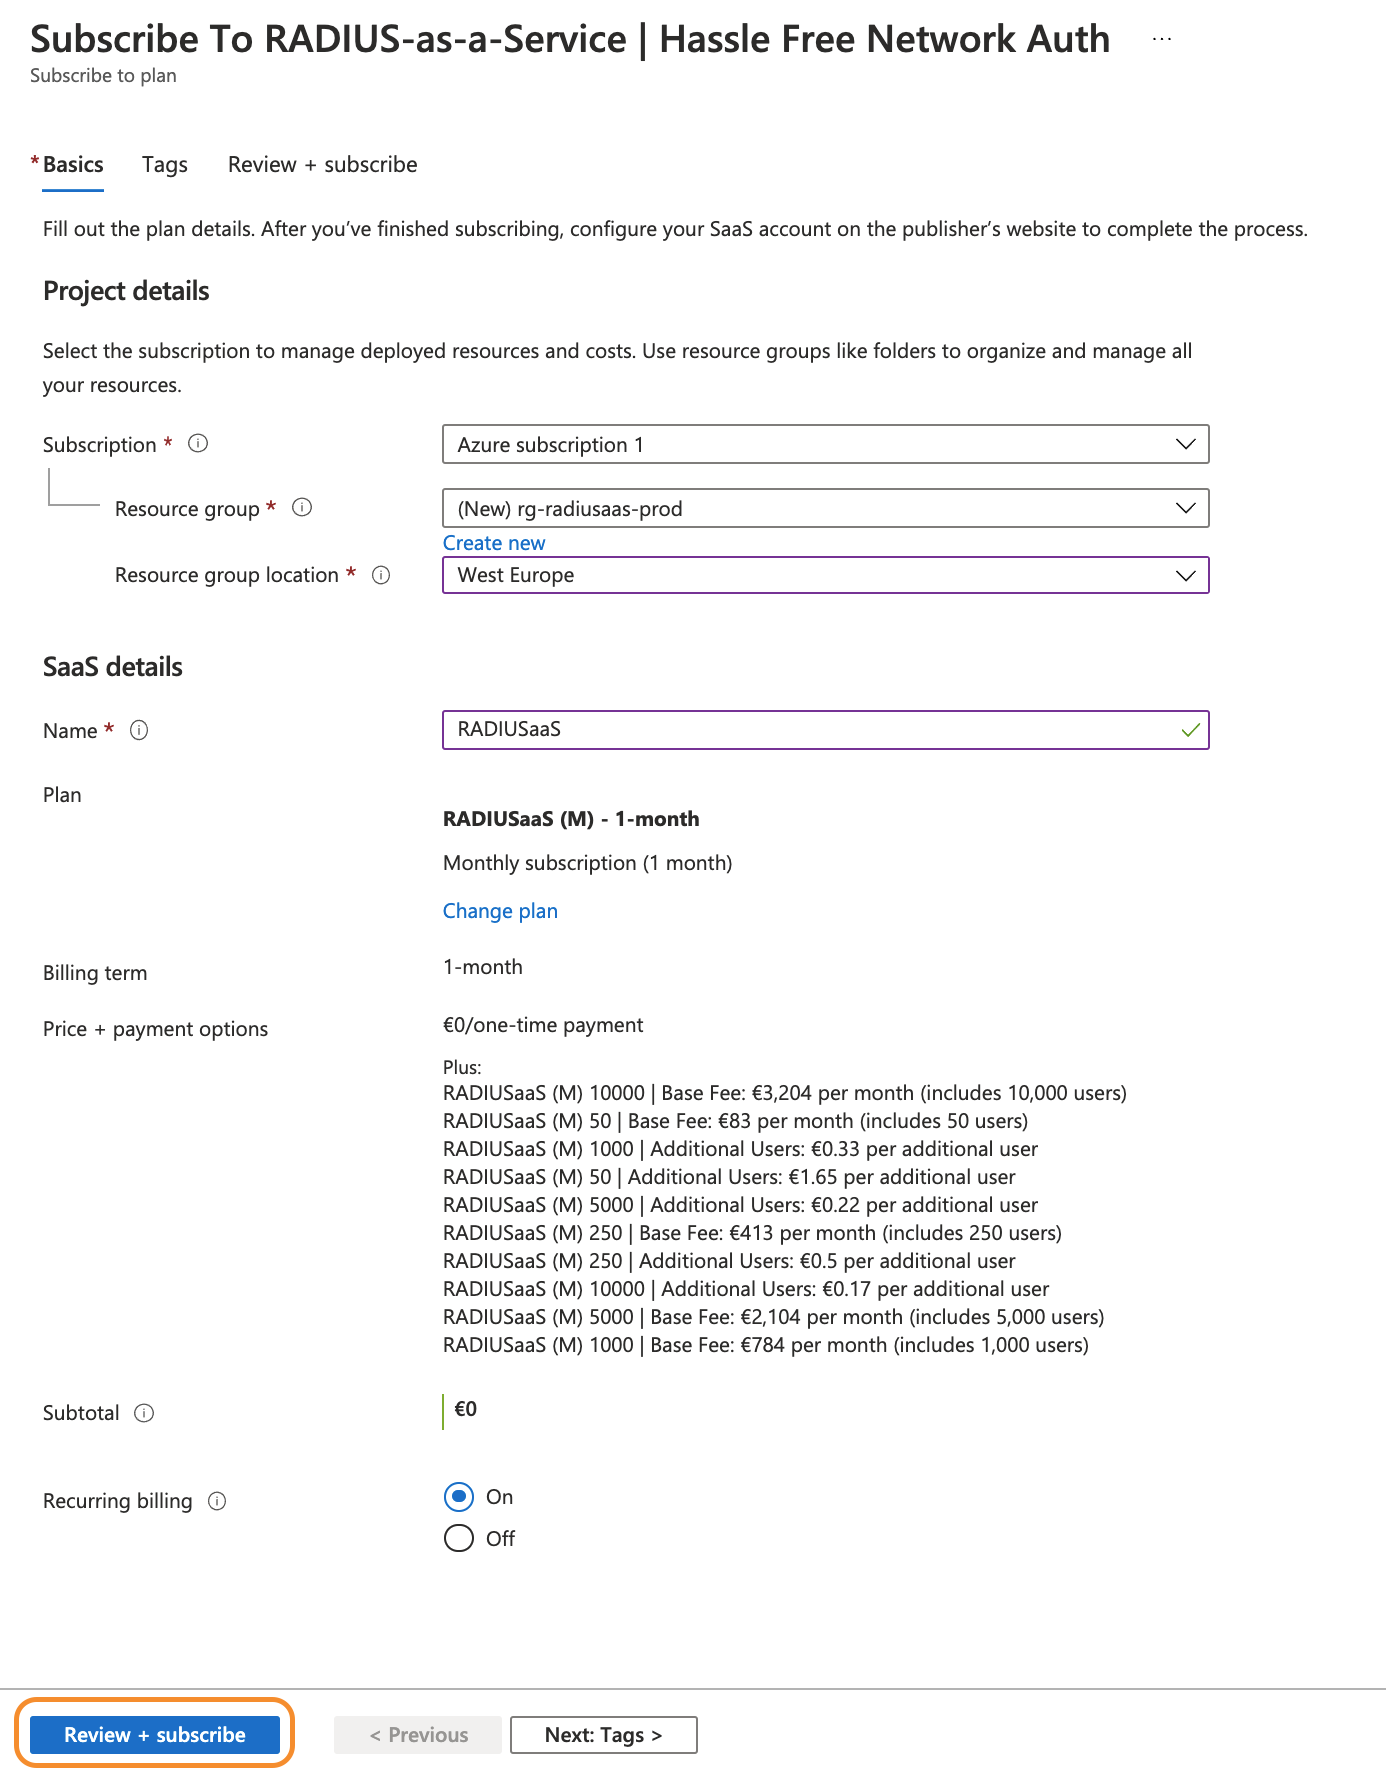 Subscribe To RADIUS-as-a-Service | Hassle Free Network Auth ...
Subscribe to plan
* Basics Tags Review + subscribe
Fill out the plan details. After you’ve finished subscribing, configure your SaaS account on the publisher’s website to complete the process.
Project details
Select the subscription to manage deployed resources and costs. Use resource groups like folders to organize and manage all
your resources.
Subscription * Azure subscription 1
Resource group * (New) rg-radiusaas-prod
Create new
Resource group location * West Europe
SaaS details
Name * RADIUSaaS
Plan
RADIUSaaS (M) - 1-month
Monthly subscription (1 month)
Change plan
Billing term 1-month
Price + payment options €0/one-time payment
Plus:
RADIUSaaS (M) 10000 | Base Fee: €3,204 per month (includes 10,000 users)
RADIUSaaS (M) 50 | Base Fee: €83 per month (includes 50 users)
RADIUSaaS (M) 1000 | Additional Users: €0.33 per additional user
RADIUSaaS (M) 50 | Additional Users: €1.65 per additional user
RADIUSaaS (M) 5000 | Additional Users: €0.22 per additional user
RADIUSaaS (M) 250 | Base Fee: €413 per month (includes 250 users)
RADIUSaaS (M) 250 | Additional Users: €0.5 per additional user
RADIUSaaS (M) 10000 | Additional Users: €0.17 per additional user
RADIUSaaS (M) 5000 | Base Fee: €2,104 per month (includes 5,000 users)
RADIUSaaS (M) 1000 | Base Fee: €784 per month (includes 1,000 users)
Subtotal €0
Recurring billing On
Off
Review + subscribe < Previous Next: Tags >